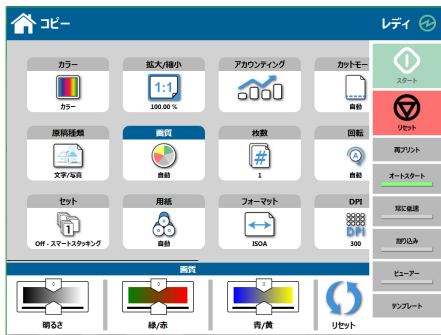 コピー
レディ
カラー
拡大/縮小
アカウンティング
カットモー
スタート
1:1
カラー
100.00 %
自動
リセット
原稿種類
画質
枚数
回転
再プリント
#
A
文字/写真
自動
1
自動
オートスタート
セット
用紙
フォーマット
DPI
常に低速
1
DPI
Off - スマートスタッキング
自動
ISOA
300
割り込み
画質
ビューアー
テンプレート
明るさ
緑/赤
青/黄
リセット